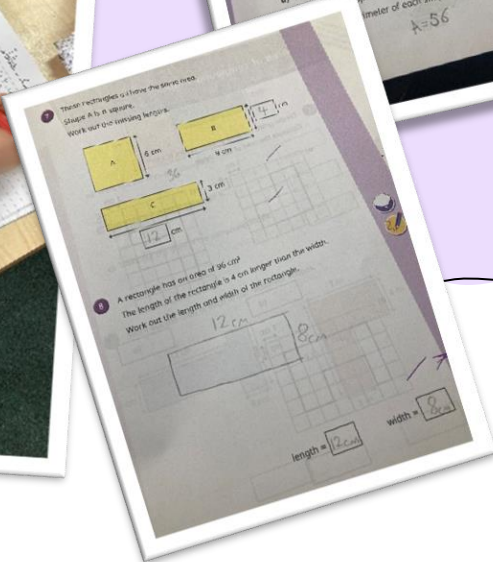 imeter of each
A=56
7
These rectangles all have the same area.
Shape A is a square.
Work out the missing lengths.
A
6 cm
B
4 cm
9 cm
36
C
3 cm
12 cm
8
A rectangle has an area of 96 cm²
The length of the rectangle is 4 cm longer than the width.
Work out the length and width of the rectangle.
12cm
8cm
length = 12cm
width = 8cm